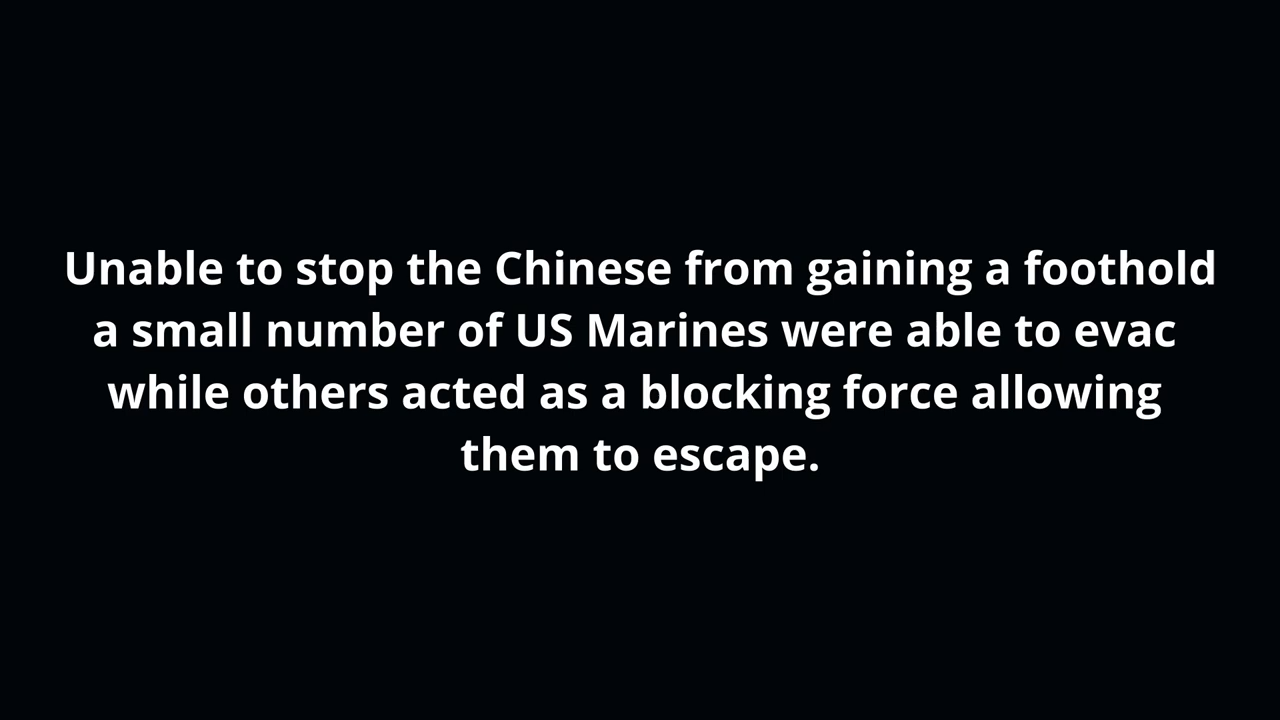 Unable to stop the Chinese from gaining a foothold
a small number of US Marines were able to evac
while others acted as a blocking force allowing
them to escape.